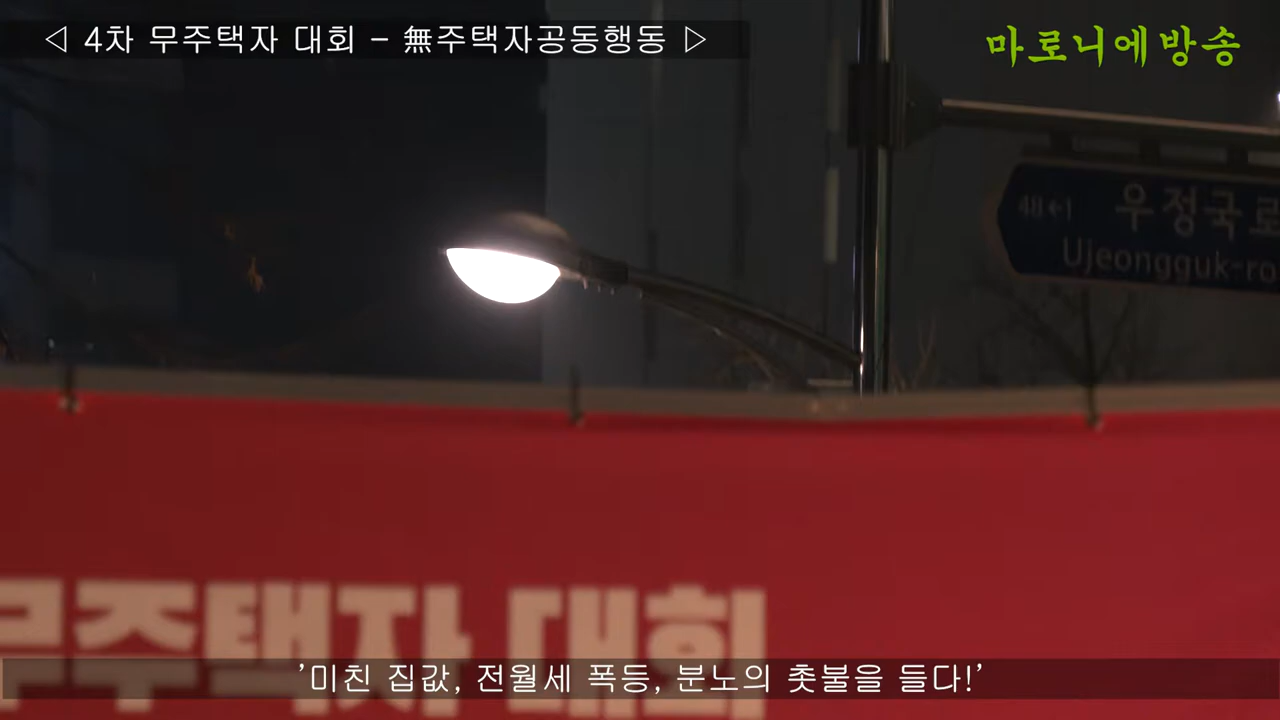 ◁ 4차 무주택자 대회 - 無주택자공동행동 ▷
마로니에방송
48←1 우정국로
Ujeongguk-ro
무주택자 대회
'미친 집값, 전월세 폭등, 분노의 촛불을 들다!'